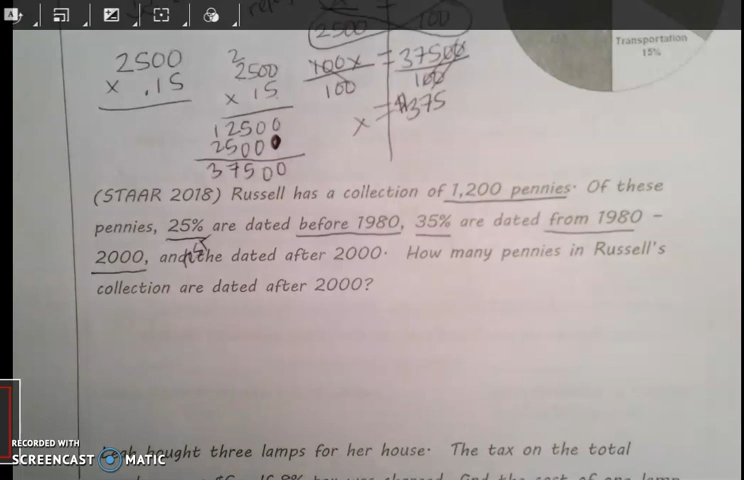 2500
100
2500
x .15
2
2500
x 15
12500
25000
37500
100x = 37500
100 100
x = $375
Transportation
15%
(STAAR 2018) Russell has a collection of 1,200 pennies. Of these
pennies, 25% are dated before 1980, 35% are dated from 1980 -
2000, and the dated after 2000. How many pennies in Russell's
collection are dated after 2000?
RECORDED WITH
SCREENCAST MATIC
Leah bought three lamps for her house. The tax on the total